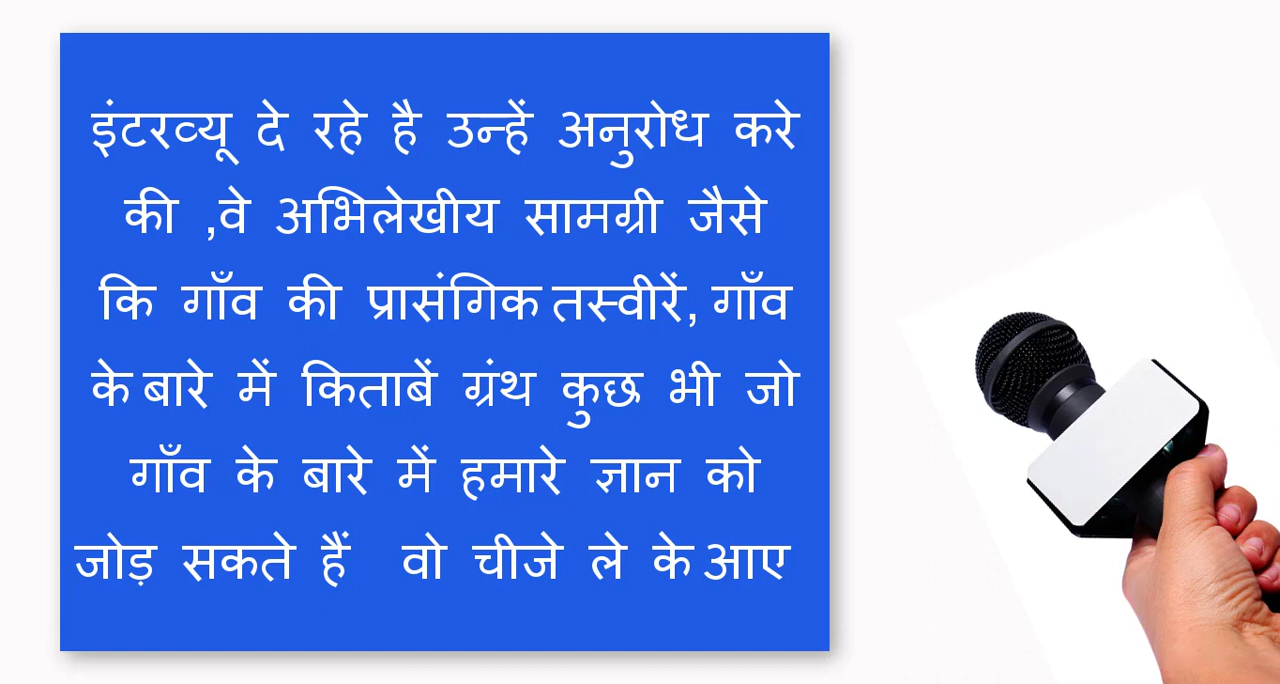 इंटरव्यू दे रहे है उन्हें अनुरोध करे
की ,वे अभिलेखीय सामग्री जैसे
कि गाँव की प्रासंगिक तस्वीरें, गाँव
के बारे में किताबें ग्रंथ कुछ भी जो
गाँव के बारे में हमारे ज्ञान को
जोड़ सकते हैं वो चीजे ले के आए